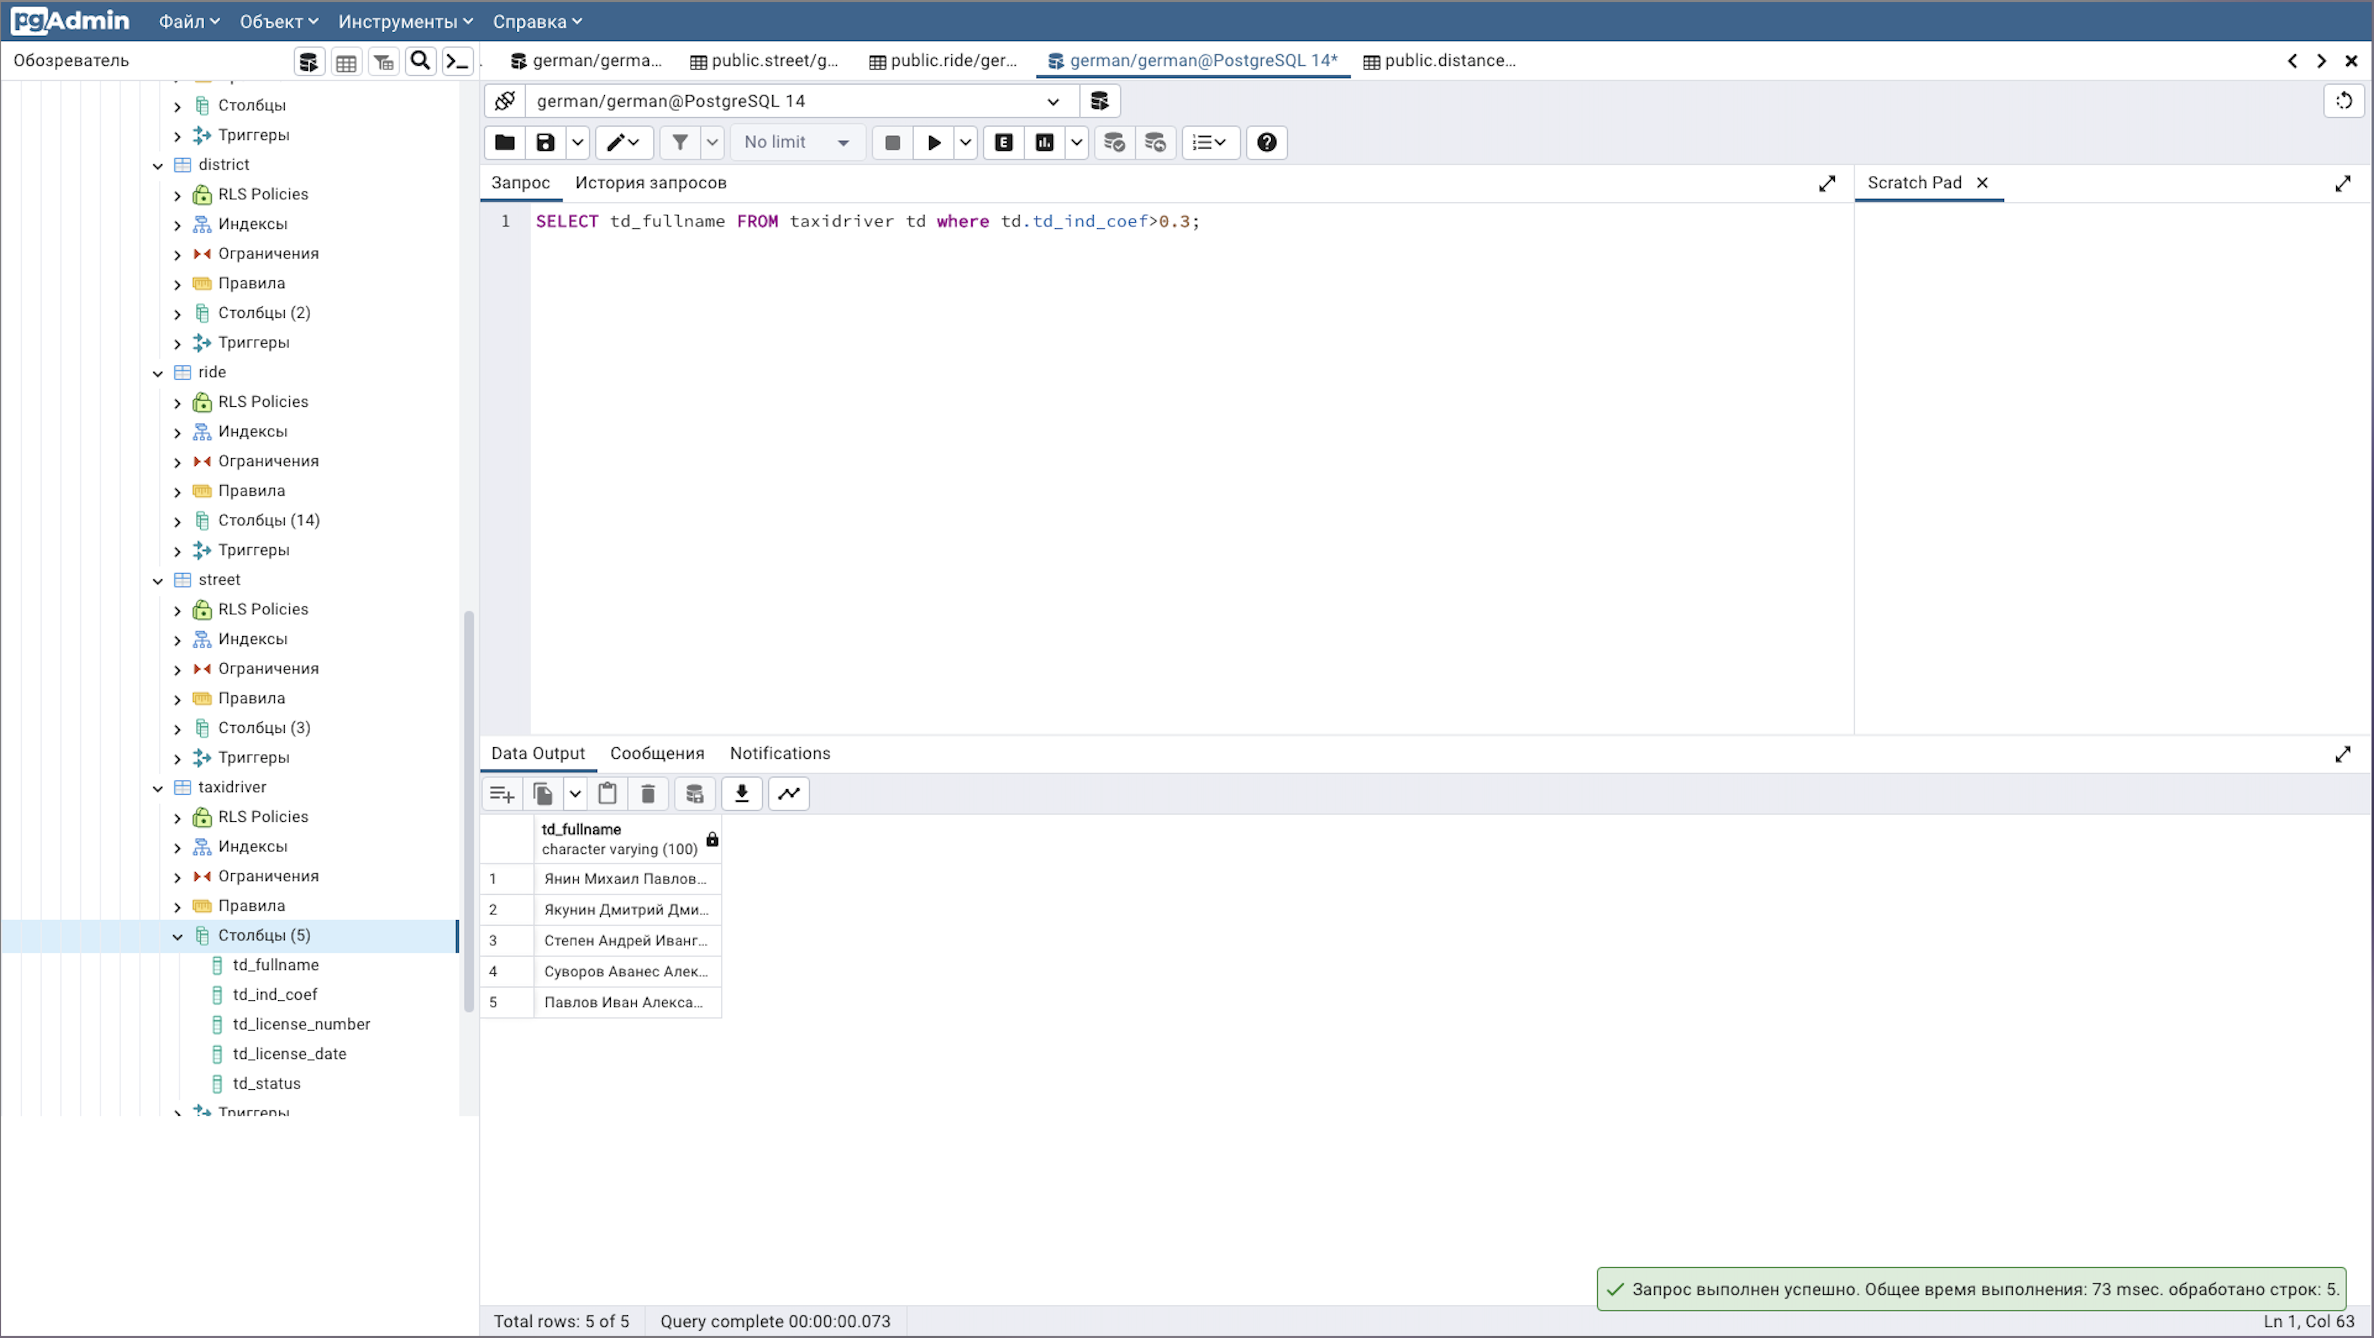 pgAdmin Файл Объект Инструменты Справка
Обозреватель
german/germa... public.street/g... public.ride/ger... german/german@PostgreSQL 14* public.distance...
german/german@PostgreSQL 14
No limit
Запрос История запросов
Scratch Pad
1 SELECT td_fullname FROM taxidriver td where td.td_ind_coef>0.3;
Столбцы
Триггеры
district
RLS Policies
Индексы
Ограничения
Правила
Столбцы (2)
Триггеры
ride
RLS Policies
Индексы
Ограничения
Правила
Столбцы (14)
Триггеры
street
RLS Policies
Индексы
Ограничения
Правила
Столбцы (3)
Триггеры
taxidriver
RLS Policies
Индексы
Ограничения
Правила
Столбцы (5)
td_fullname
td_ind_coef
td_license_number
td_license_date
td_status
Триггеры
Data Output Сообщения Notifications
td_fullname
character varying (100)
1 Янин Михаил Павлов...
2 Якунин Дмитрий Дми...
3 Степен Андрей Иванг...
4 Суворов Аванес Алек...
5 Павлов Иван Алекса...
Запрос выполнен успешно. Общее время выполнения: 73 msec. обработано строк: 5.
Total rows: 5 of 5 Query complete 00:00:00.073 Ln 1, Col 63